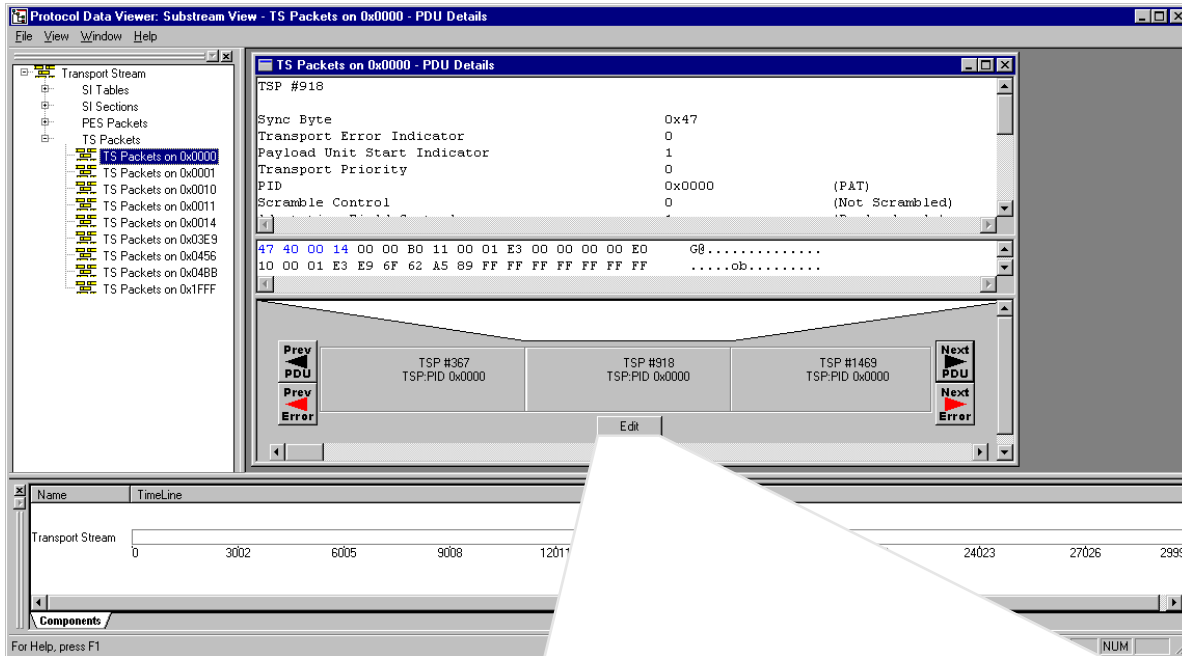 Protocol Data Viewer: Substream View - TS Packets on 0x0000 - PDU Details
File View Window Help
Transport Stream
SI Tables
SI Sections
PES Packets
TS Packets
TS Packets on 0x0000
TS Packets on 0x0001
TS Packets on 0x0010
TS Packets on 0x0011
TS Packets on 0x0014
TS Packets on 0x03E9
TS Packets on 0x0456
TS Packets on 0x04BB
TS Packets on 0x1FFF
TS Packets on 0x0000 - PDU Details
TSP #918
Sync Byte 0x47
Transport Error Indicator 0
Payload Unit Start Indicator 1
Transport Priority 0
PID 0x0000 (PAT)
Scramble Control 0 (Not Scrambled)
47 40 00 14 00 00 B0 11 00 01 E3 00 00 00 00 E0 G@..............
10 00 01 E3 E9 6F 62 A5 89 FF FF FF FF FF FF FF .....ob.........
Prev PDU
TSP #367
TSP:PID 0x0000
TSP #918
TSP:PID 0x0000
TSP #1469
TSP:PID 0x0000
Next PDU
Prev Error
Next Error
Edit
Name TimeLine
Transport Stream
0 3002 6005 9008 12011 24023 27026
Components
For Help, press F1
NUM